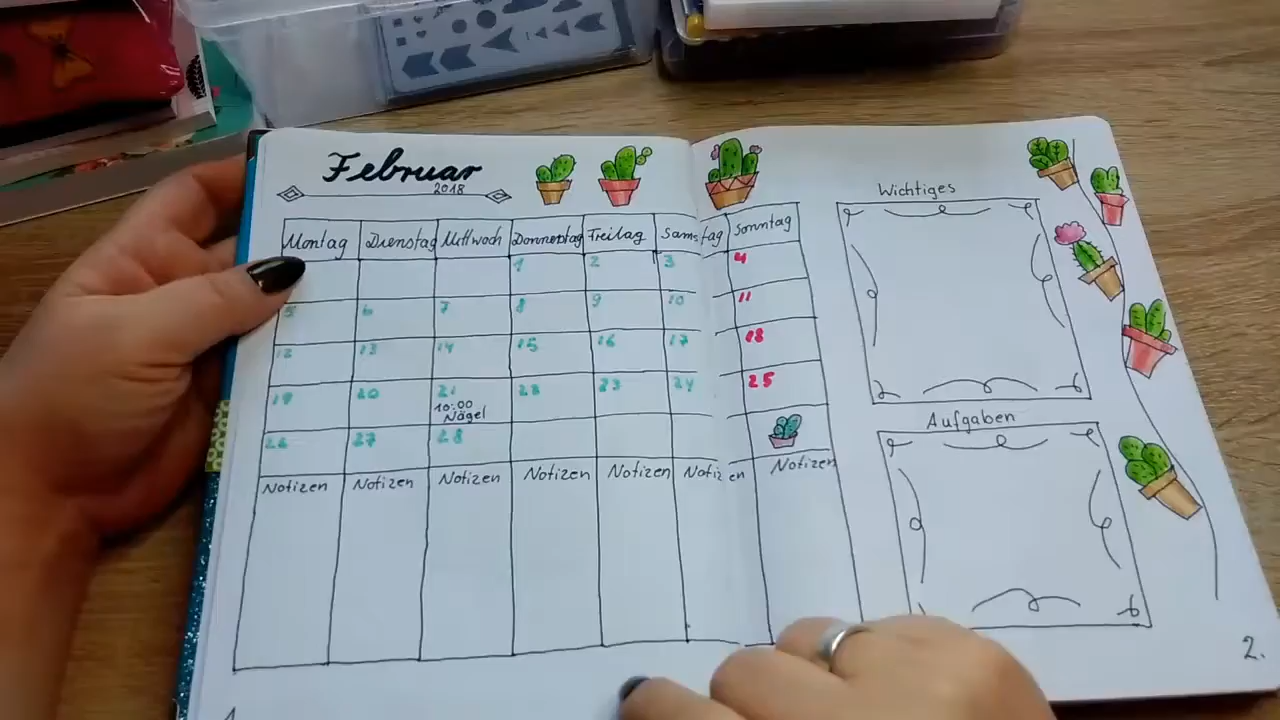 Februar
2018
Montag Dienstag Mittwoch Donnerstag Freitag Samstag Sonntag
1 2 3 4
5 6 7 8 9 10 11
12 13 14 15 16 17 18
19 20 21 22 23 24 25
10:00
Nägel
26 27 28
Notizen Notizen Notizen Notizen Notizen Notizen Notizen
Wichtiges
Aufgaben
1.
2.